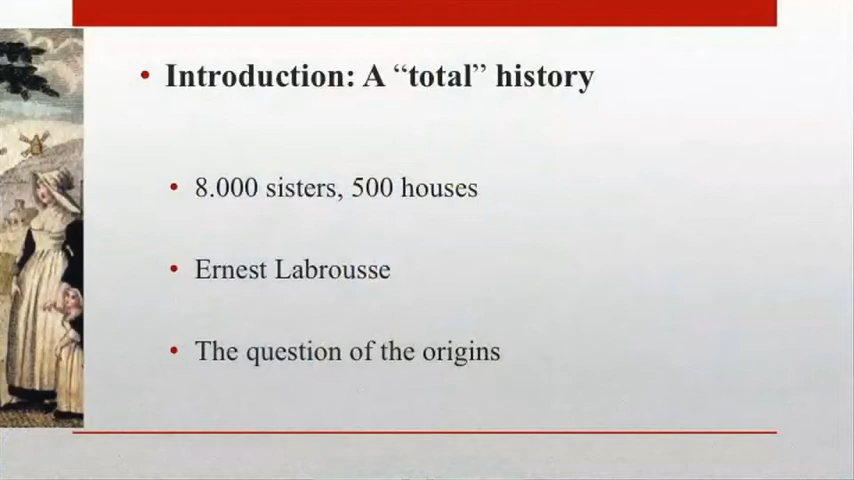 • Introduction: A “total” history
• 8.000 sisters, 500 houses
• Ernest Labrousse
• The question of the origins